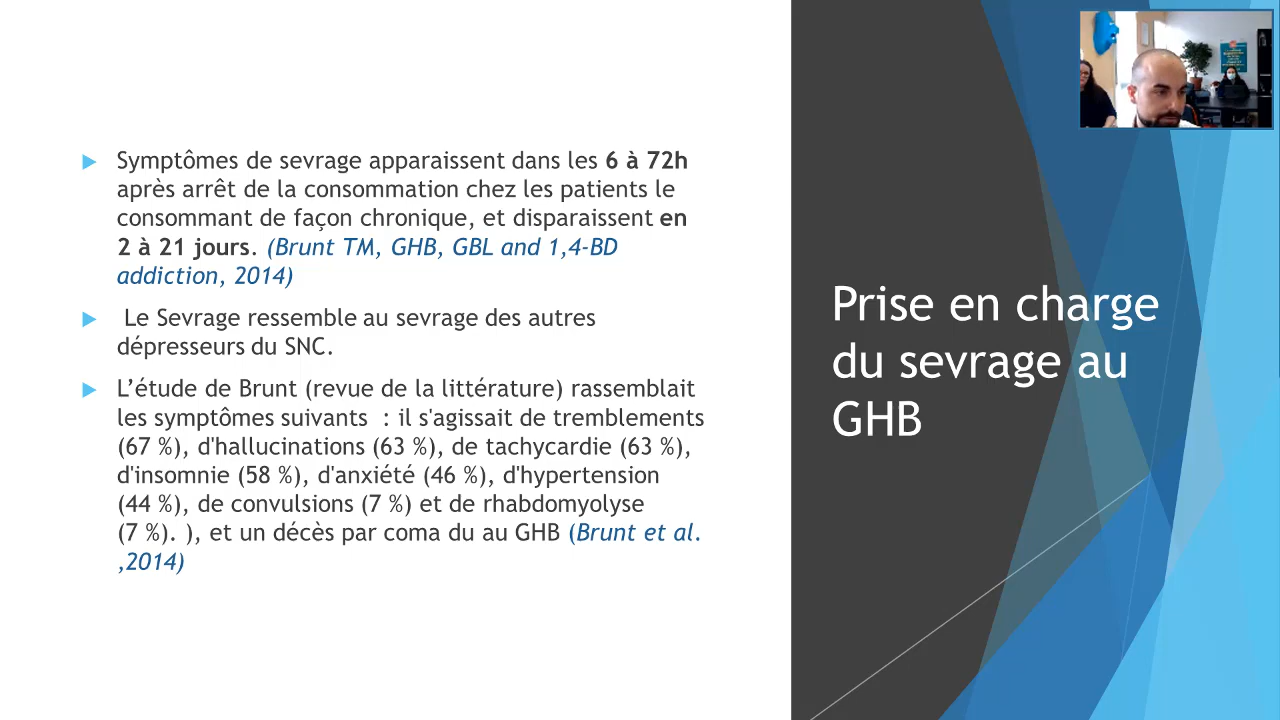 Symptômes de sevrage apparaissent dans les 6 à 72h
après arrêt de la consommation chez les patients le
consommant de façon chronique, et disparaissent en
2 à 21 jours. (Brunt TM, GHB, GBL and 1,4-BD
addiction, 2014)
Le Sevrage ressemble au sevrage des autres
dépresseurs du SNC.
L’étude de Brunt (revue de la littérature) rassemblait
les symptômes suivants : il s'agissait de tremblements
(67 %), d'hallucinations (63 %), de tachycardie (63 %),
d'insomnie (58 %), d'anxiété (46 %), d'hypertension
(44 %), de convulsions (7 %) et de rhabdomyolyse
(7 %). ), et un décès par coma du au GHB (Brunt et al.
,2014)
Prise en charge
du sevrage au
GHB